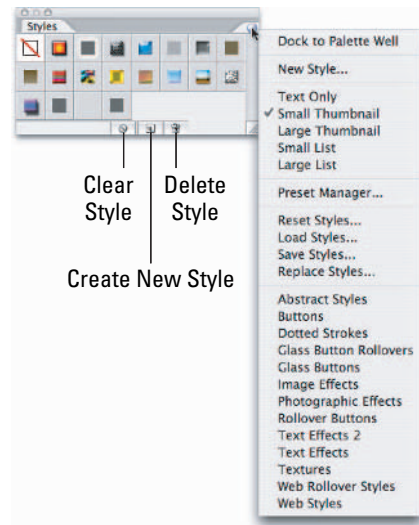 Styles
Clear
Style
Delete
Style
Create New Style
Dock to Palette Well
New Style...
Text Only
✓ Small Thumbnail
Large Thumbnail
Small List
Large List
Preset Manager...
Reset Styles...
Load Styles...
Save Styles...
Replace Styles...
Abstract Styles
Buttons
Dotted Strokes
Glass Button Rollovers
Glass Buttons
Image Effects
Photographic Effects
Rollover Buttons
Text Effects 2
Text Effects
Textures
Web Rollover Styles
Web Styles